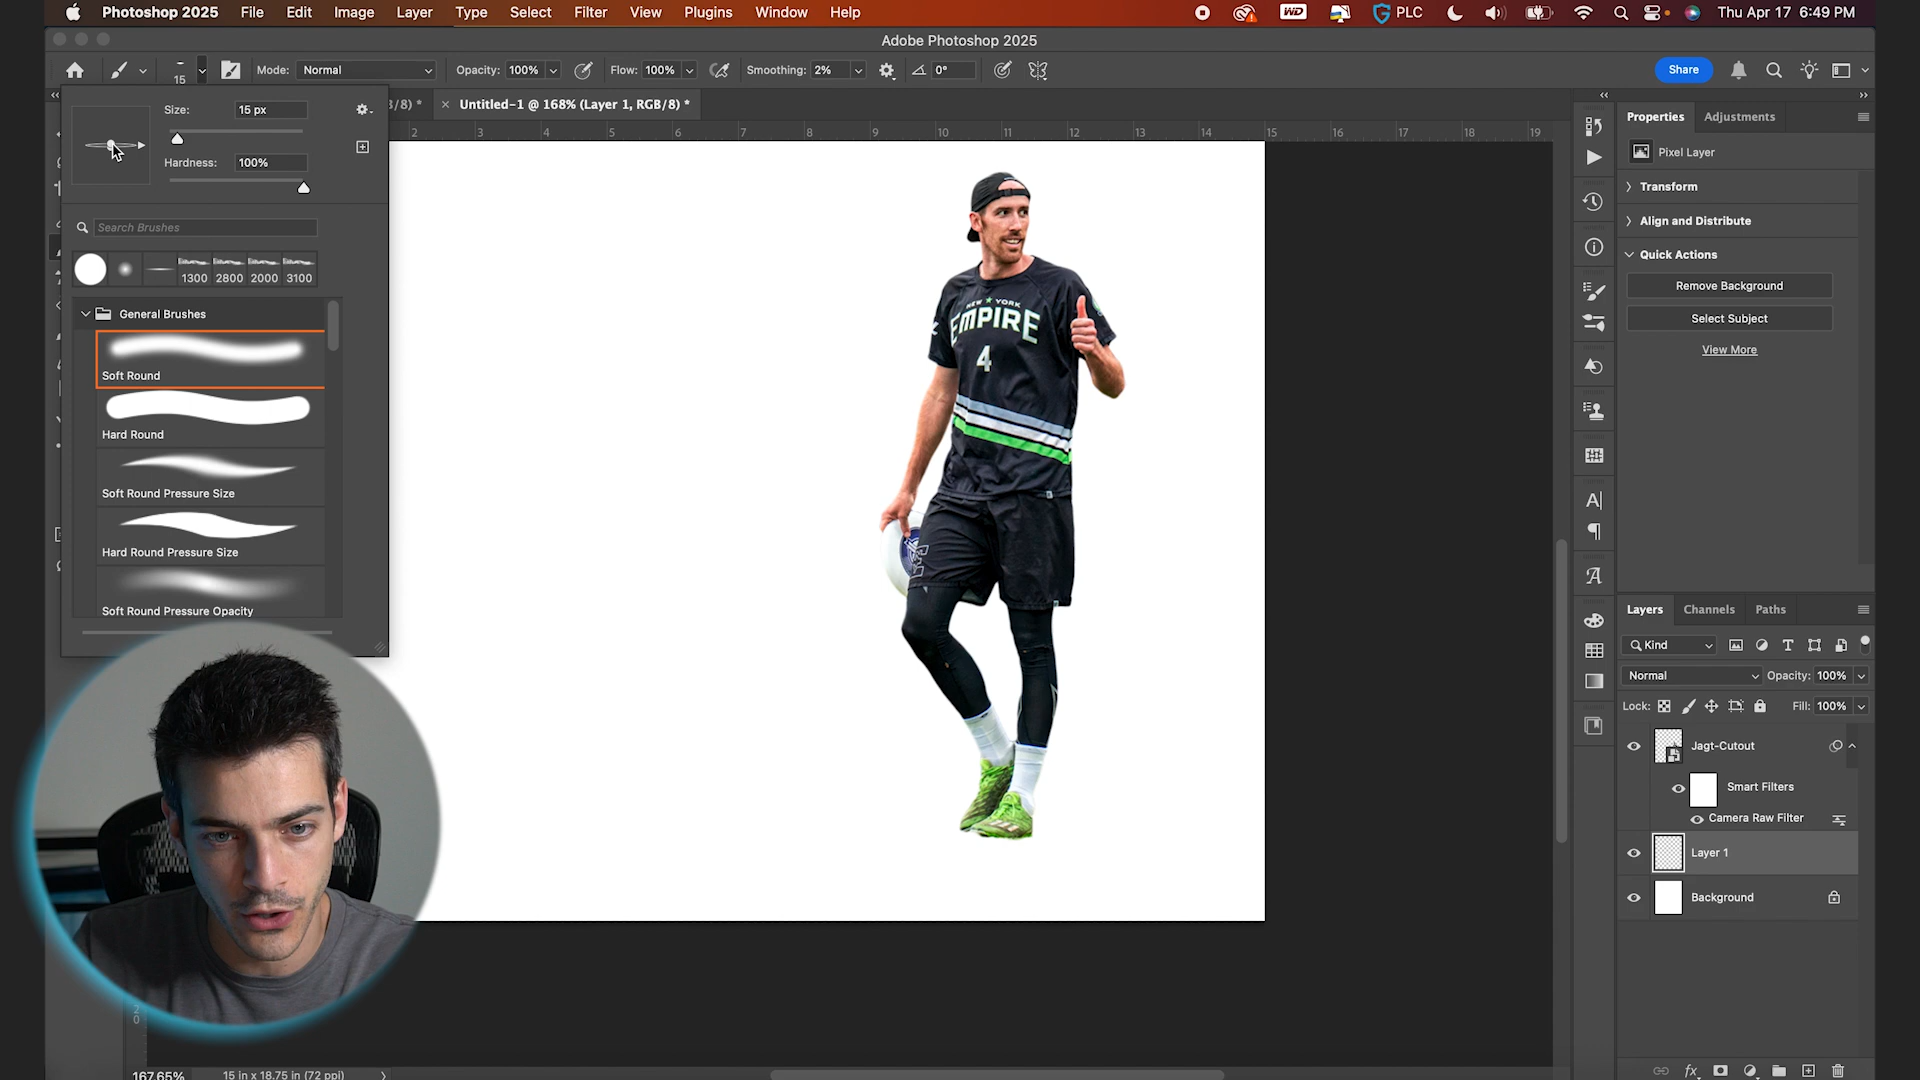 Photoshop 2025 File Edit Image Layer Type Select Filter View Plugins Window Help WD PLC Thu Apr 17 6:49 PM
Adobe Photoshop 2025
15 Mode: Normal Opacity: 100% Flow: 100% Smoothing: 2% 0° Share
/8) * × Untitled-1 @ 168% (Layer 1, RGB/8) *
2 3 4 5 6 7 8 9 10 11 12 13 14 15 16 17 18 19
Size: 15 px
Hardness: 100%
Search Brushes
1300 2800 2000 3100
General Brushes
Soft Round
Hard Round
Soft Round Pressure Size
Hard Round Pressure Size
Soft Round Pressure Opacity
NEW ★ YORK
EMPIRE
4
E
Properties Adjustments
Pixel Layer
Transform
Align and Distribute
Quick Actions
Remove Background
Select Subject
View More
Layers Channels Paths
Kind
Normal Opacity: 100%
Lock: Fill: 100%
Jagt-Cutout
Smart Filters
Camera Raw Filter
Layer 1
Background
fx
167.65% 15 in x 18.75 in (72 ppi)